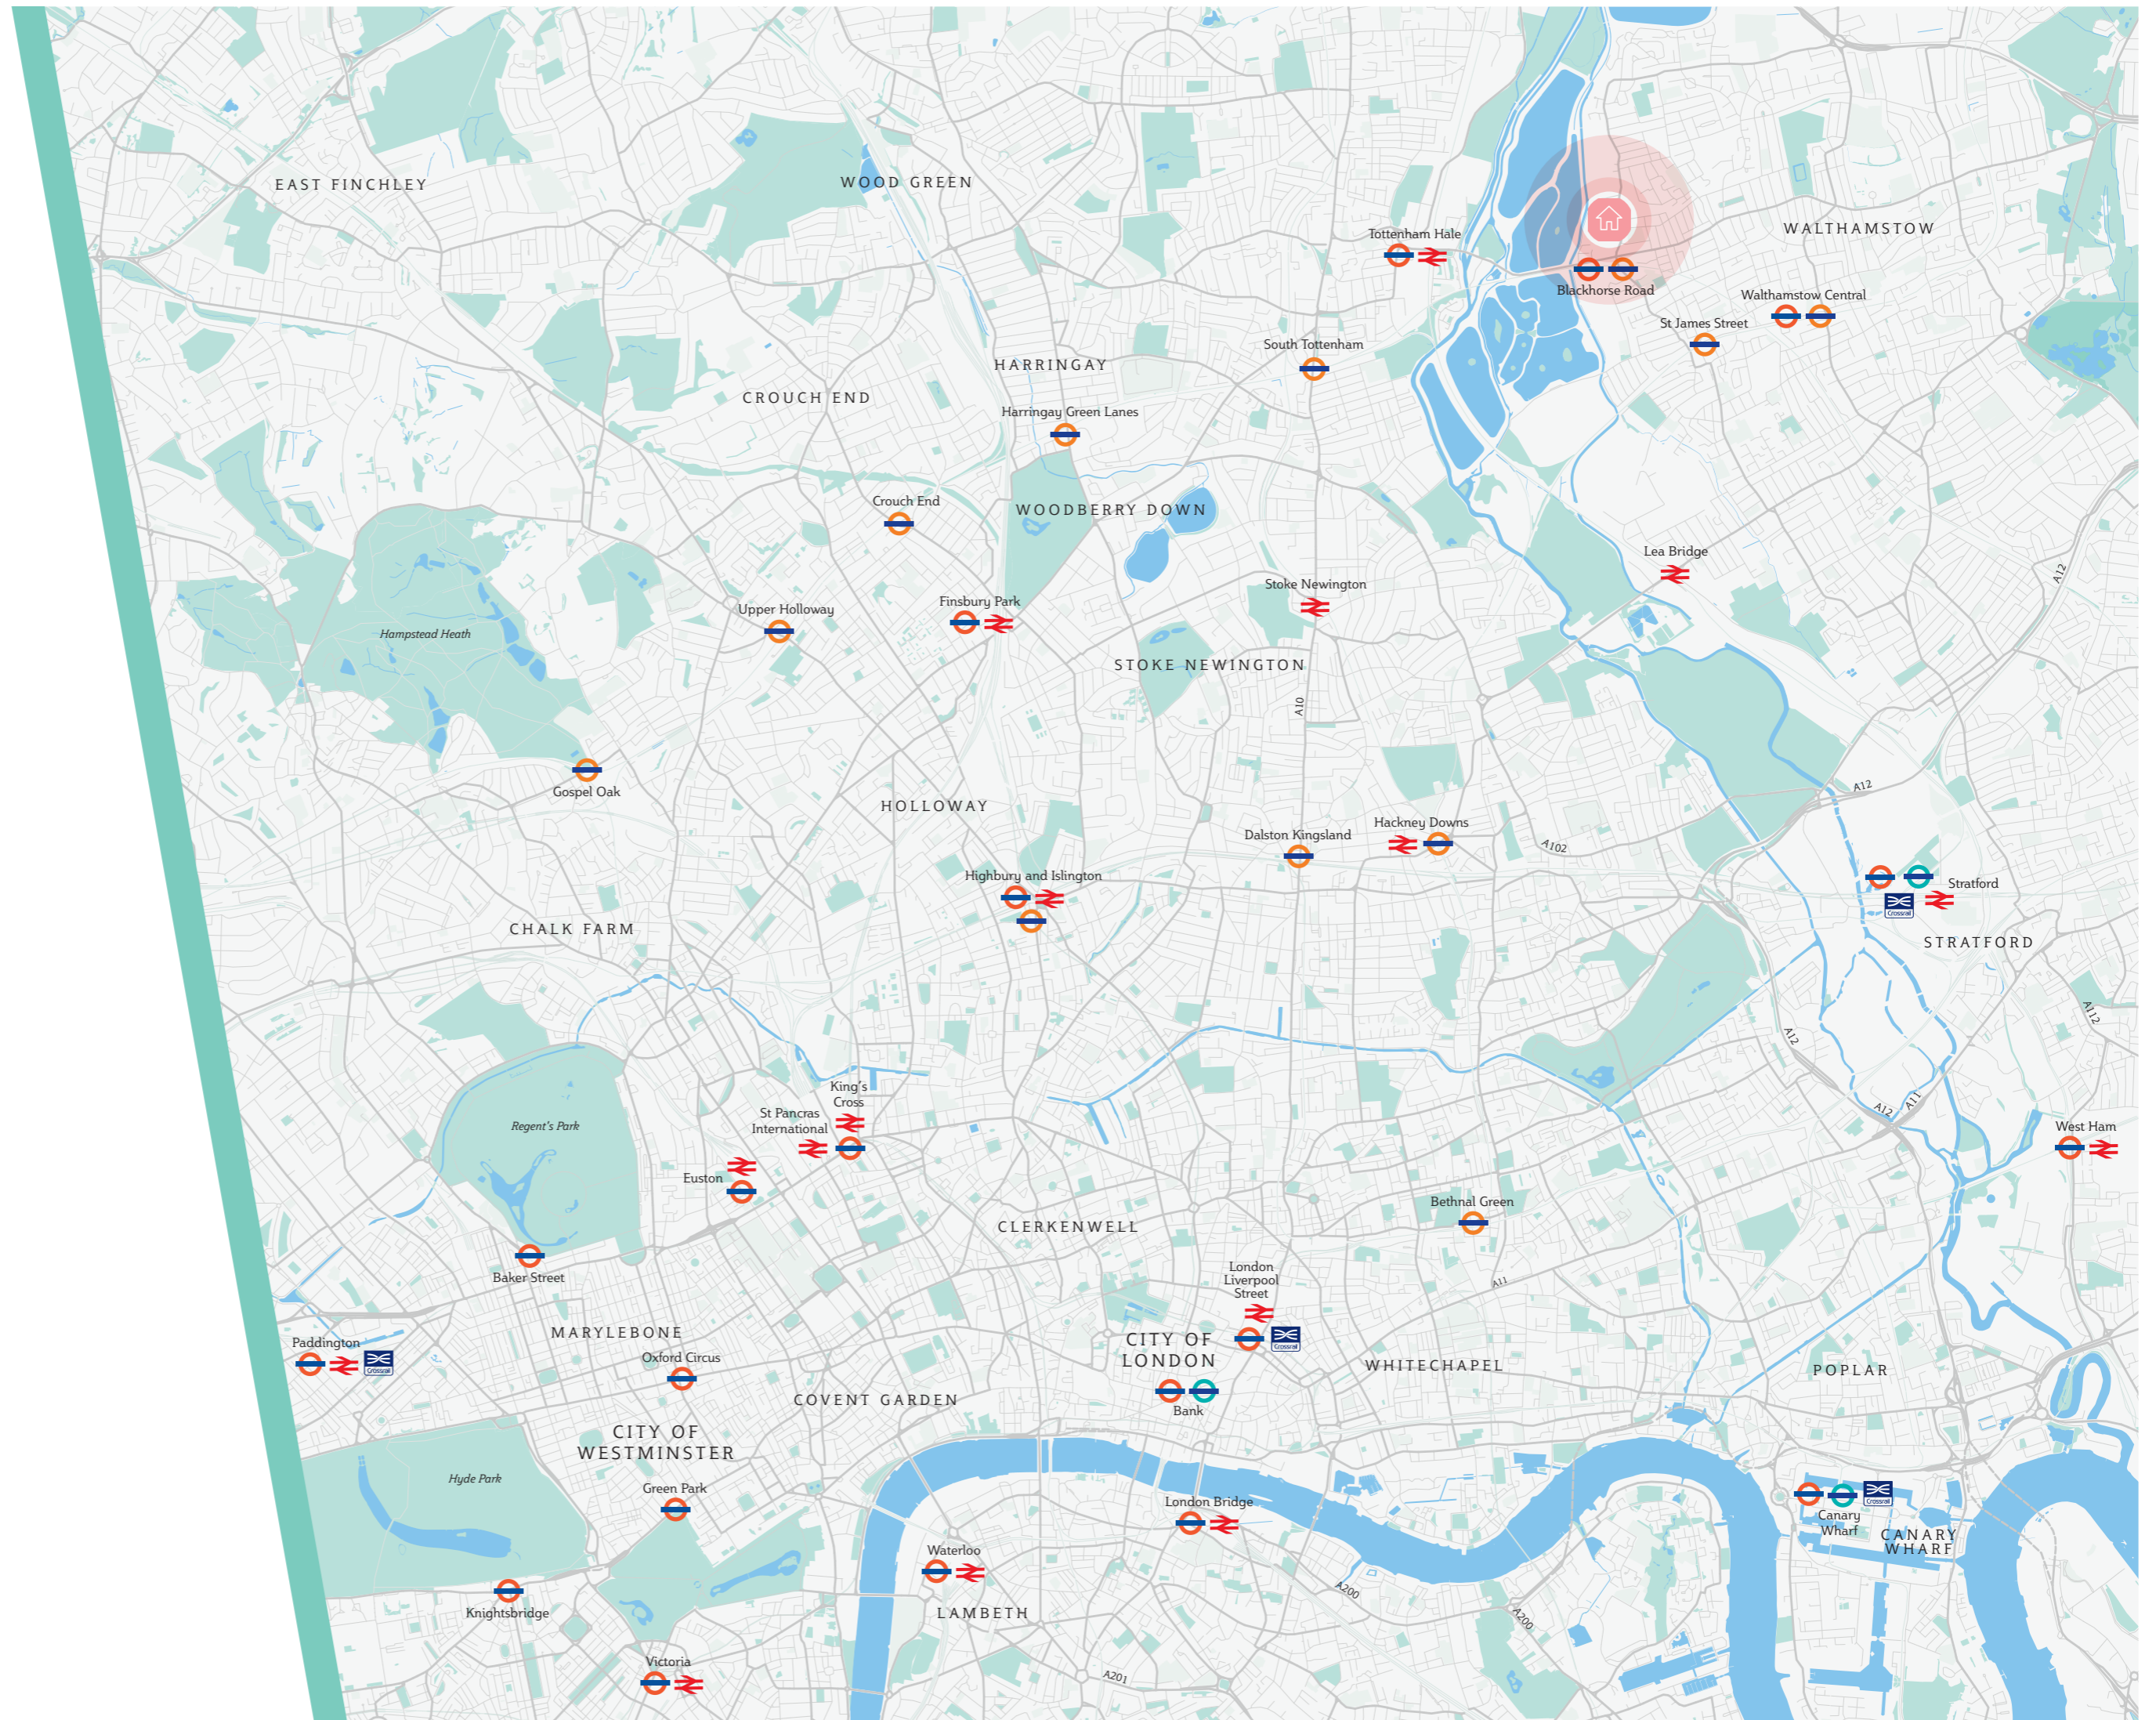 EAST FINCHLEY
WOOD GREEN
WALTHAMSTOW
Tottenham Hale
Blackhorse Road
Walthamstow Central
St James Street
South Tottenham
HARRINGAY
CROUCH END
Harringay Green Lanes
Crouch End
WOODBERRY DOWN
Lea Bridge
A12
Stoke Newington
Finsbury Park
Upper Holloway
Hampstead Heath
STOKE NEWINGTON
A10
Gospel Oak
A12
HOLLOWAY
Hackney Downs
Dalston Kingsland
A102
Highbury and Islington
Stratford
Crossrail
CHALK FARM
STRATFORD
A112
A12
King's
Cross
A12
A11
St Pancras
International
Regent's Park
West Ham
Euston
Bethnal Green
CLERKENWELL
London
Liverpool
Street
Baker Street
A11
Crossrail
MARYLEBONE
Paddington
Crossrail
CITY OF
LONDON
Oxford Circus
WHITECHAPEL
POPLAR
COVENT GARDEN
Bank
CITY OF
WESTMINSTER
Hyde Park
Green Park
London Bridge
Crossrail
Canary
Wharf
CANARY
WHARF
Waterloo
A200
Knightsbridge
LAMBETH
A200
Victoria
A201